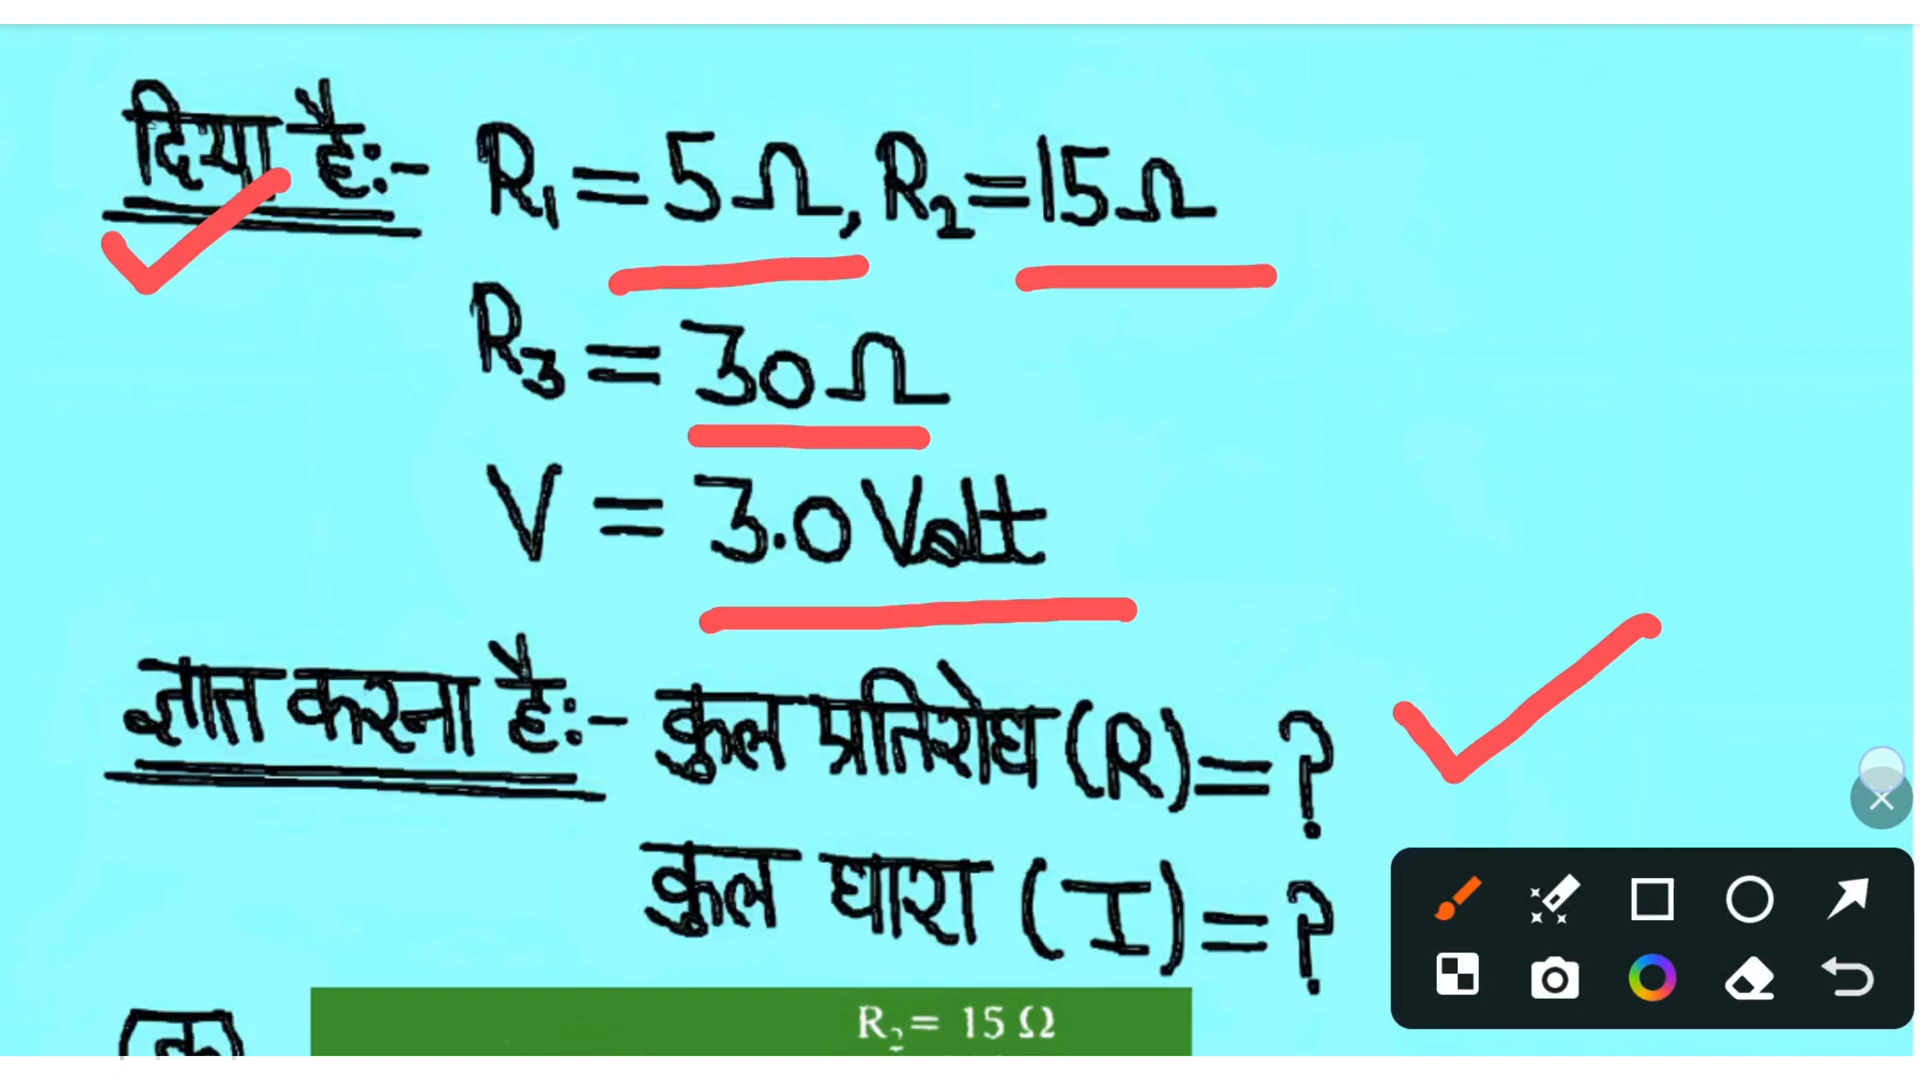 दिया है:- R₁ = 5Ω, R₂ = 15Ω
R₃ = 30Ω
V = 3.0 Volt
ज्ञात करना है:- कुल प्रतिरोध (R) = ?
कुल धारा (I) = ?
R₂ = 15 Ω